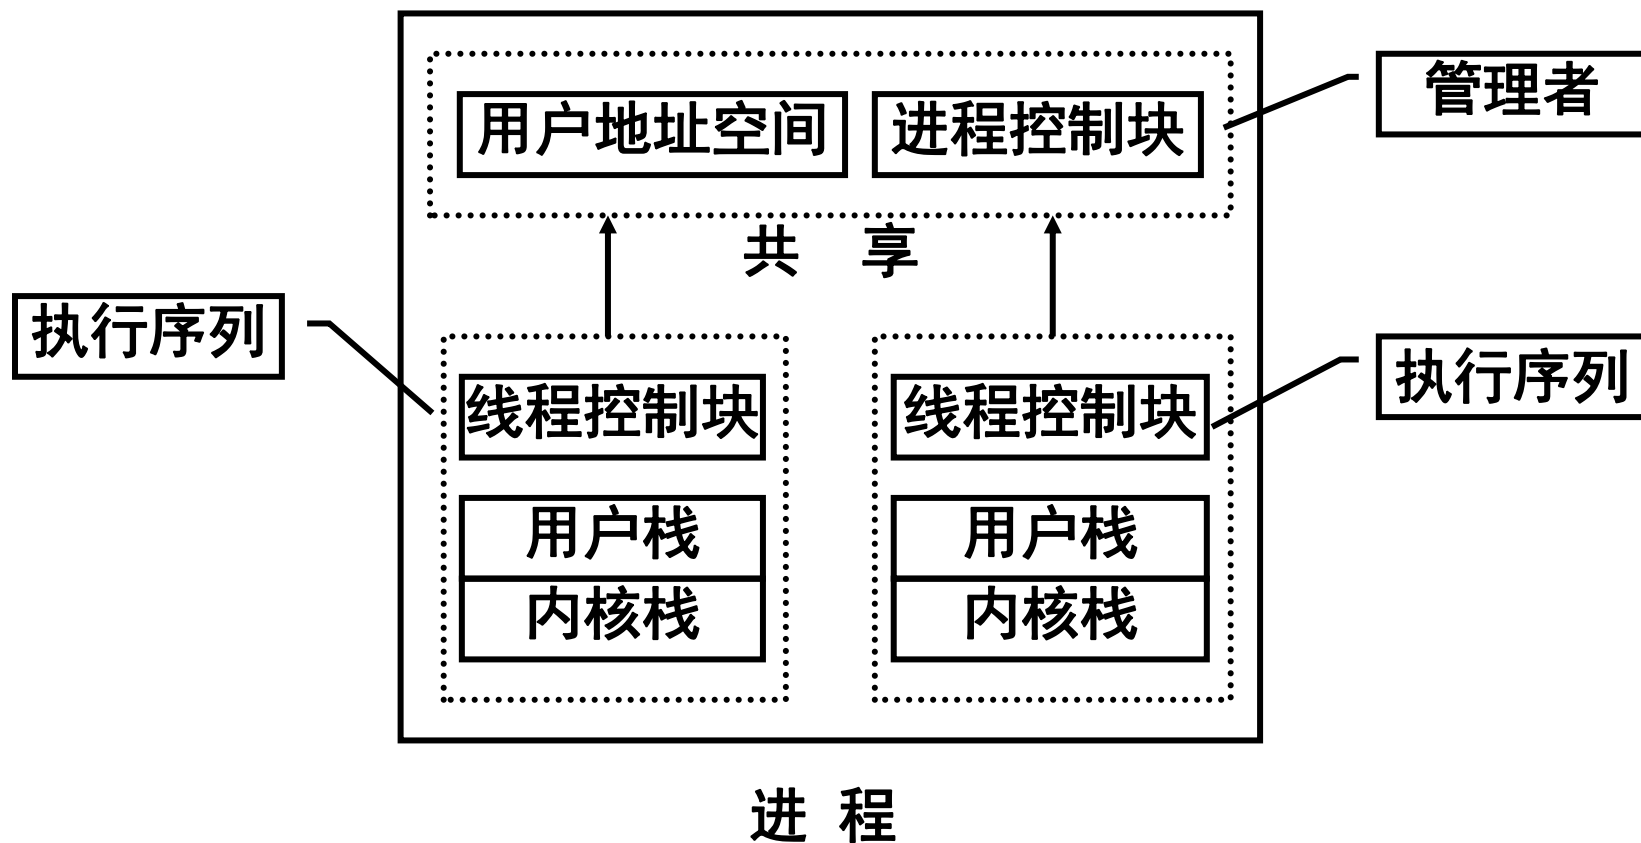 管理者
用户地址空间 进程控制块
共 享
执行序列
执行序列
线程控制块 线程控制块
用户栈 用户栈
内核栈 内核栈
进 程